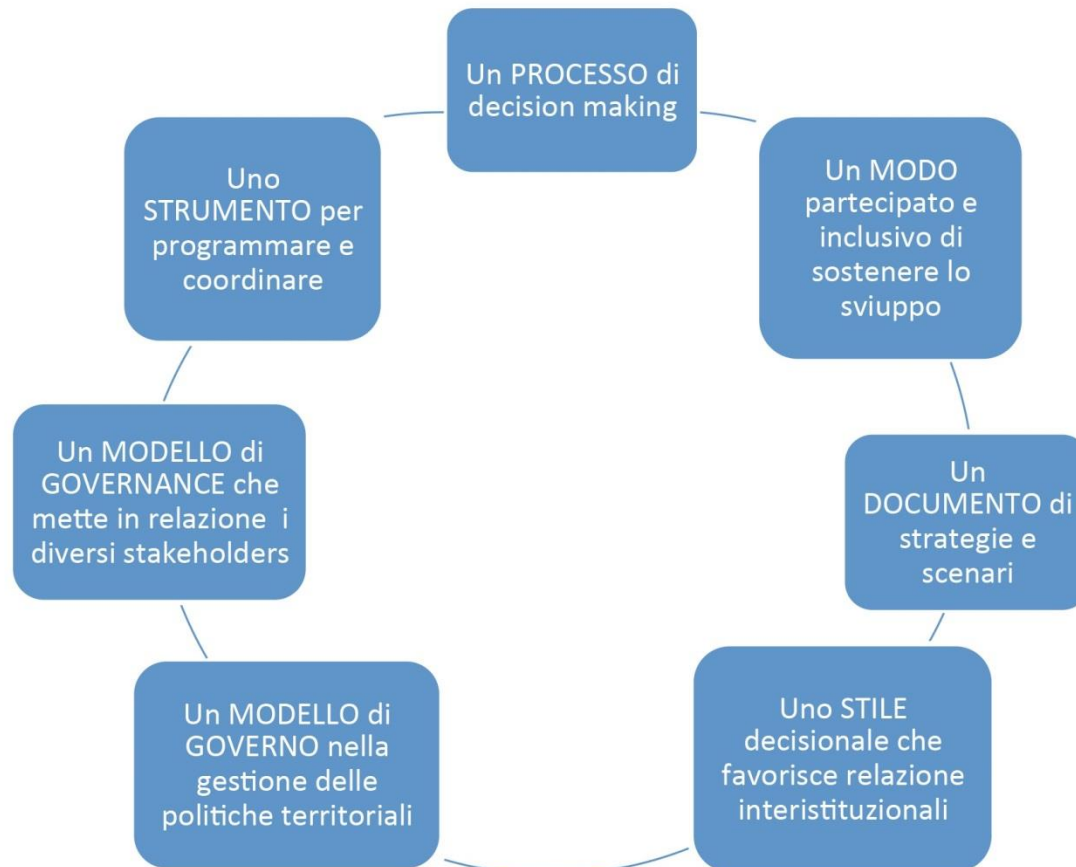 Un PROCESSO di
decision making
Un MODO
partecipato e
inclusivo di
sostenere lo
sviuppo
Un
DOCUMENTO di
strategie e
scenari
Uno STILE
decisionale che
favorisce relazione
interistituzionali
Un MODELLO di
GOVERNO nella
gestione delle
politiche territoriali
Un MODELLO di
GOVERNANCE che
mette in relazione i
diversi stakeholders
Uno
STRUMENTO per
programmare e
coordinare